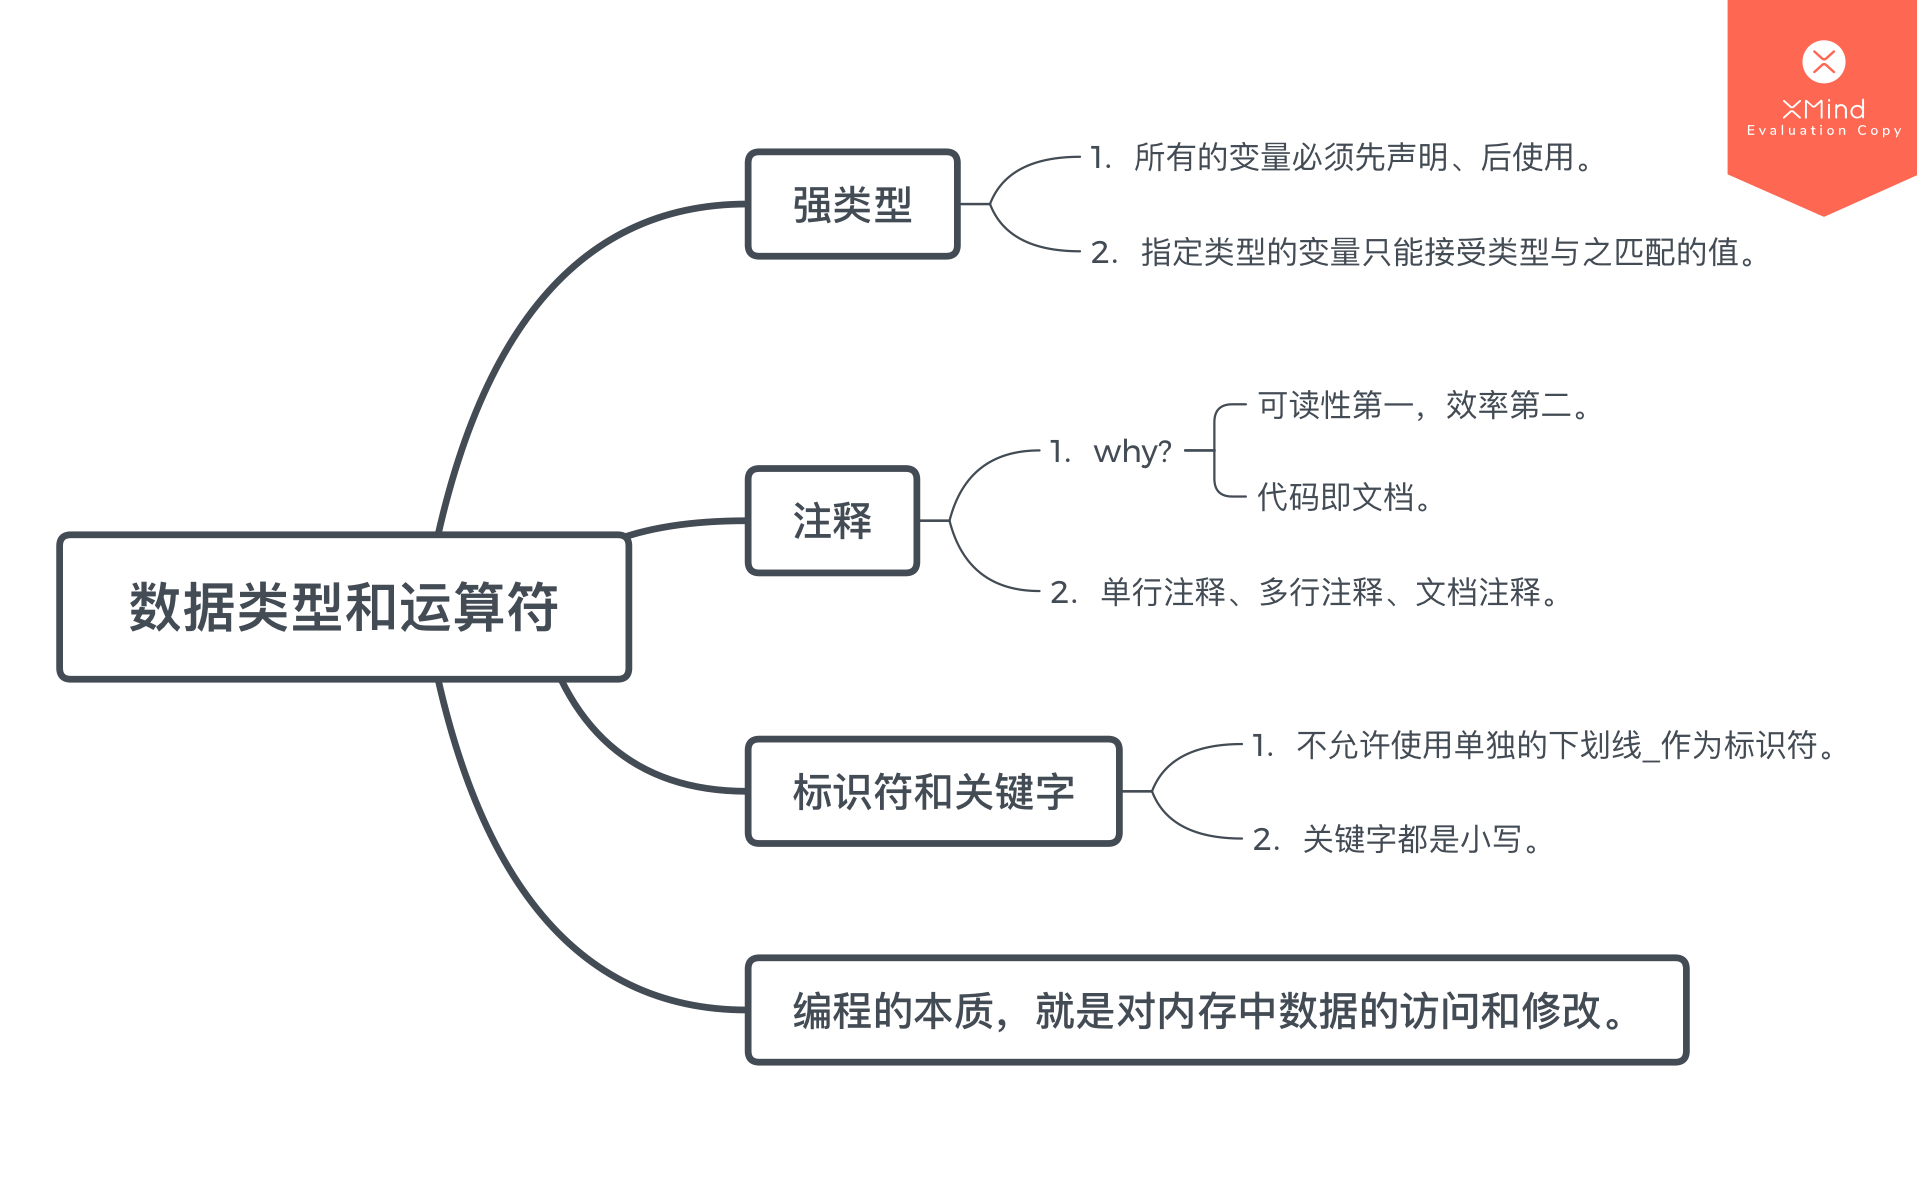 XMind
Evaluation Copy
数据类型和运算符
强类型
1. 所有的变量必须先声明、后使用。
2. 指定类型的变量只能接受类型与之匹配的值。
注释
1. why?
可读性第一，效率第二。
代码即文档。
2. 单行注释、多行注释、文档注释。
标识符和关键字
1. 不允许使用单独的下划线_作为标识符。
2. 关键字都是小写。
编程的本质，就是对内存中数据的访问和修改。